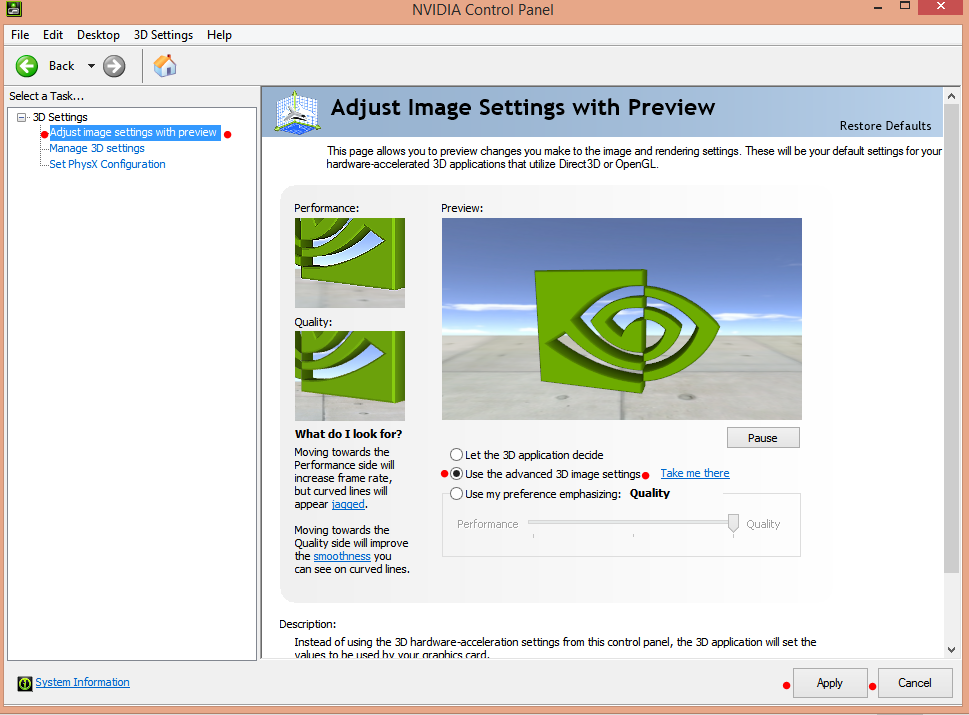 NVIDIA Control Panel
File Edit Desktop 3D Settings Help
Back
Select a Task...
3D Settings
Adjust image settings with preview
Manage 3D settings
Set PhysX Configuration
Adjust Image Settings with Preview
Restore Defaults
This page allows you to preview changes you make to the image and rendering settings. These will be your default settings for your
hardware-accelerated 3D applications that utilize Direct3D or OpenGL.
Performance:
Preview:
Quality:
What do I look for?
Moving towards the
Performance side will
increase frame rate,
but curved lines will
appear jagged.
Moving towards the
Quality side will improve
the smoothness you
can see on curved lines.
Pause
Let the 3D application decide
Use the advanced 3D image settings Take me there
Use my preference emphasizing: Quality
Performance Quality
Description:
Instead of using the 3D hardware-acceleration settings from this control panel, the 3D application will set the
values to be used by your graphics card.
System Information
Apply Cancel